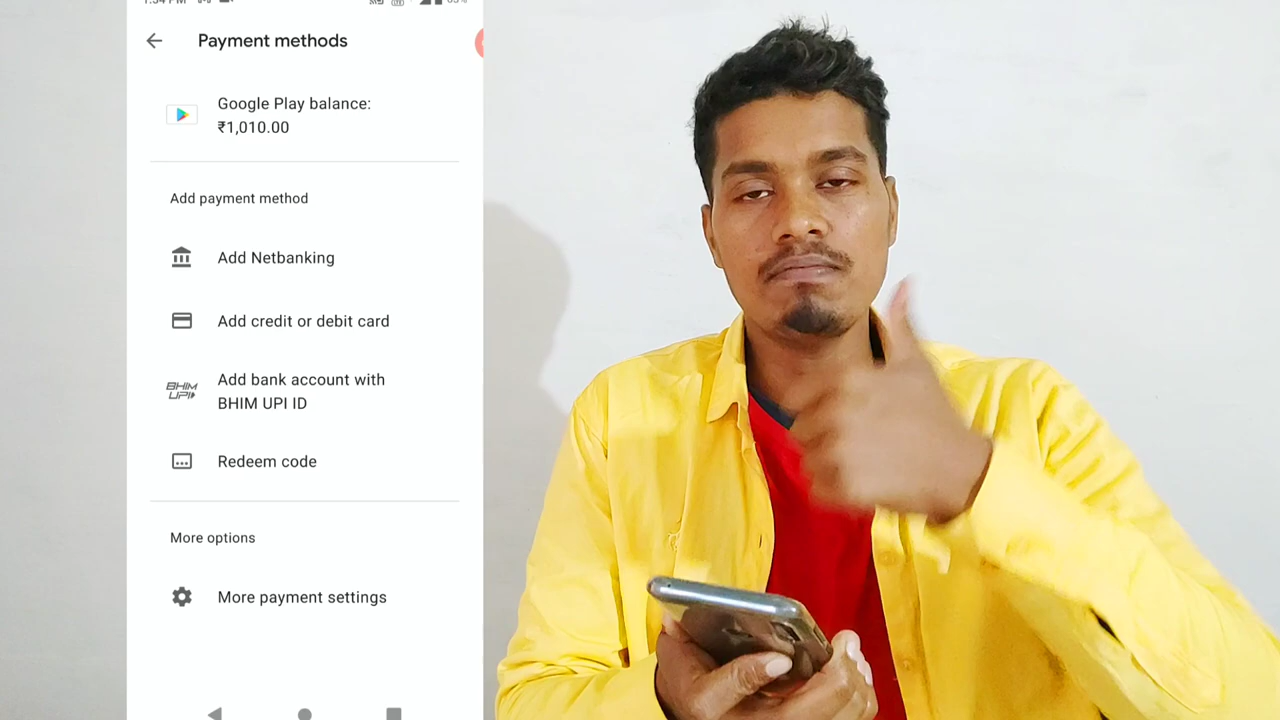 Payment methods
Google Play balance:
₹1,010.00
Add payment method
Add Netbanking
Add credit or debit card
BHIM
UPI
Add bank account with
BHIM UPI ID
Redeem code
More options
More payment settings